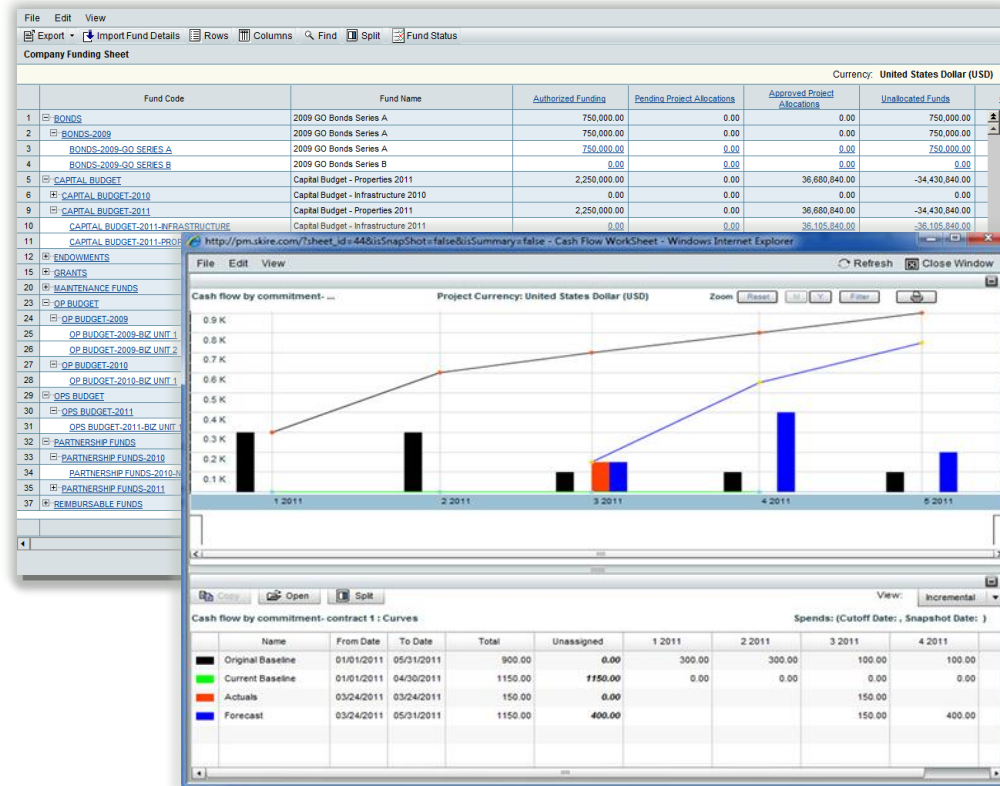 File Edit View
Export Import Fund Details Rows Columns Find Split Fund Status
Company Funding Sheet
Currency: United States Dollar (USD)
Fund Code Fund Name Authorized Funding Pending Project Allocations Approved Project Allocations Unallocated Funds
1 BONDS 2009 GO Bonds Series A 750,000.00 0.00 0.00 750,000.00
2 BONDS-2009 2009 GO Bonds Series A 750,000.00 0.00 0.00 750,000.00
3 BONDS-2009-GO SERIES A 2009 GO Bonds Series A 750,000.00 0.00 0.00 750,000.00
4 BONDS-2009-GO SERIES B 2009 GO Bonds Series B 0.00 0.00 0.00 0.00
5 CAPITAL BUDGET Capital Budget - Properties 2011 2,250,000.00 0.00 36,680,840.00 -34,430,840.00
6 CAPITAL BUDGET-2010 Capital Budget - Infrastructure 2010 0.00 0.00 0.00 0.00
9 CAPITAL BUDGET-2011 Capital Budget - Properties 2011 2,250,000.00 0.00 36,680,840.00 -34,430,840.00
10 CAPITAL BUDGET-2011-INFRASTRUCTURE Capital Budget - Infrastructure 2011 0.00 0.00 36,105,840.00 -36,105,840.00
11 CAPITAL BUDGET-2011-PROP
12 ENDOWMENTS
15 GRANTS
20 MAINTENANCE FUNDS
23 OP BUDGET
24 OP BUDGET-2009
25 OP BUDGET-2009-BIZ UNIT 1
26 OP BUDGET-2009-BIZ UNIT 2
27 OP BUDGET-2010
28 OP BUDGET-2010-BIZ UNIT 1
29 OPS BUDGET
30 OPS BUDGET-2011
31 OPS BUDGET-2011-BIZ UNIT 1
32 PARTNERSHIP FUNDS
33 PARTNERSHIP FUNDS-2010
34 PARTNERSHIP FUNDS-2010-N
35 PARTNERSHIP FUNDS-2011
37 REIMBURSABLE FUNDS
http://pm.skire.com/?sheet_id=448&isSnapShot=false&isSummary=false - Cash Flow WorkSheet - Windows Internet Explorer
File Edit View Refresh Close Window
Cash flow by commitment- ... Project Currency: United States Dollar (USD) Zoom Reset M Y Filter
0.9 K
0.8 K
0.7 K
0.6 K
0.5 K
0.4 K
0.3 K
0.2 K
0.1 K
1 2011 2 2011 3 2011 4 2011 5 2011
Copy Open Split View: Incremental
Cash flow by commitment- contract 1 : Curves Spends: (Cutoff Date: , Snapshot Date: )
Name From Date To Date Total Unassigned 1 2011 2 2011 3 2011 4 2011
Original Baseline 01/01/2011 05/31/2011 900.00 0.00 300.00 300.00 100.00 100.00
Current Baseline 01/01/2011 04/30/2011 1150.00 1150.00 0.00 0.00 0.00 0.00
Actuals 03/24/2011 03/24/2011 150.00 0.00 150.00
Forecast 03/24/2011 05/31/2011 1150.00 400.00 150.00 400.00